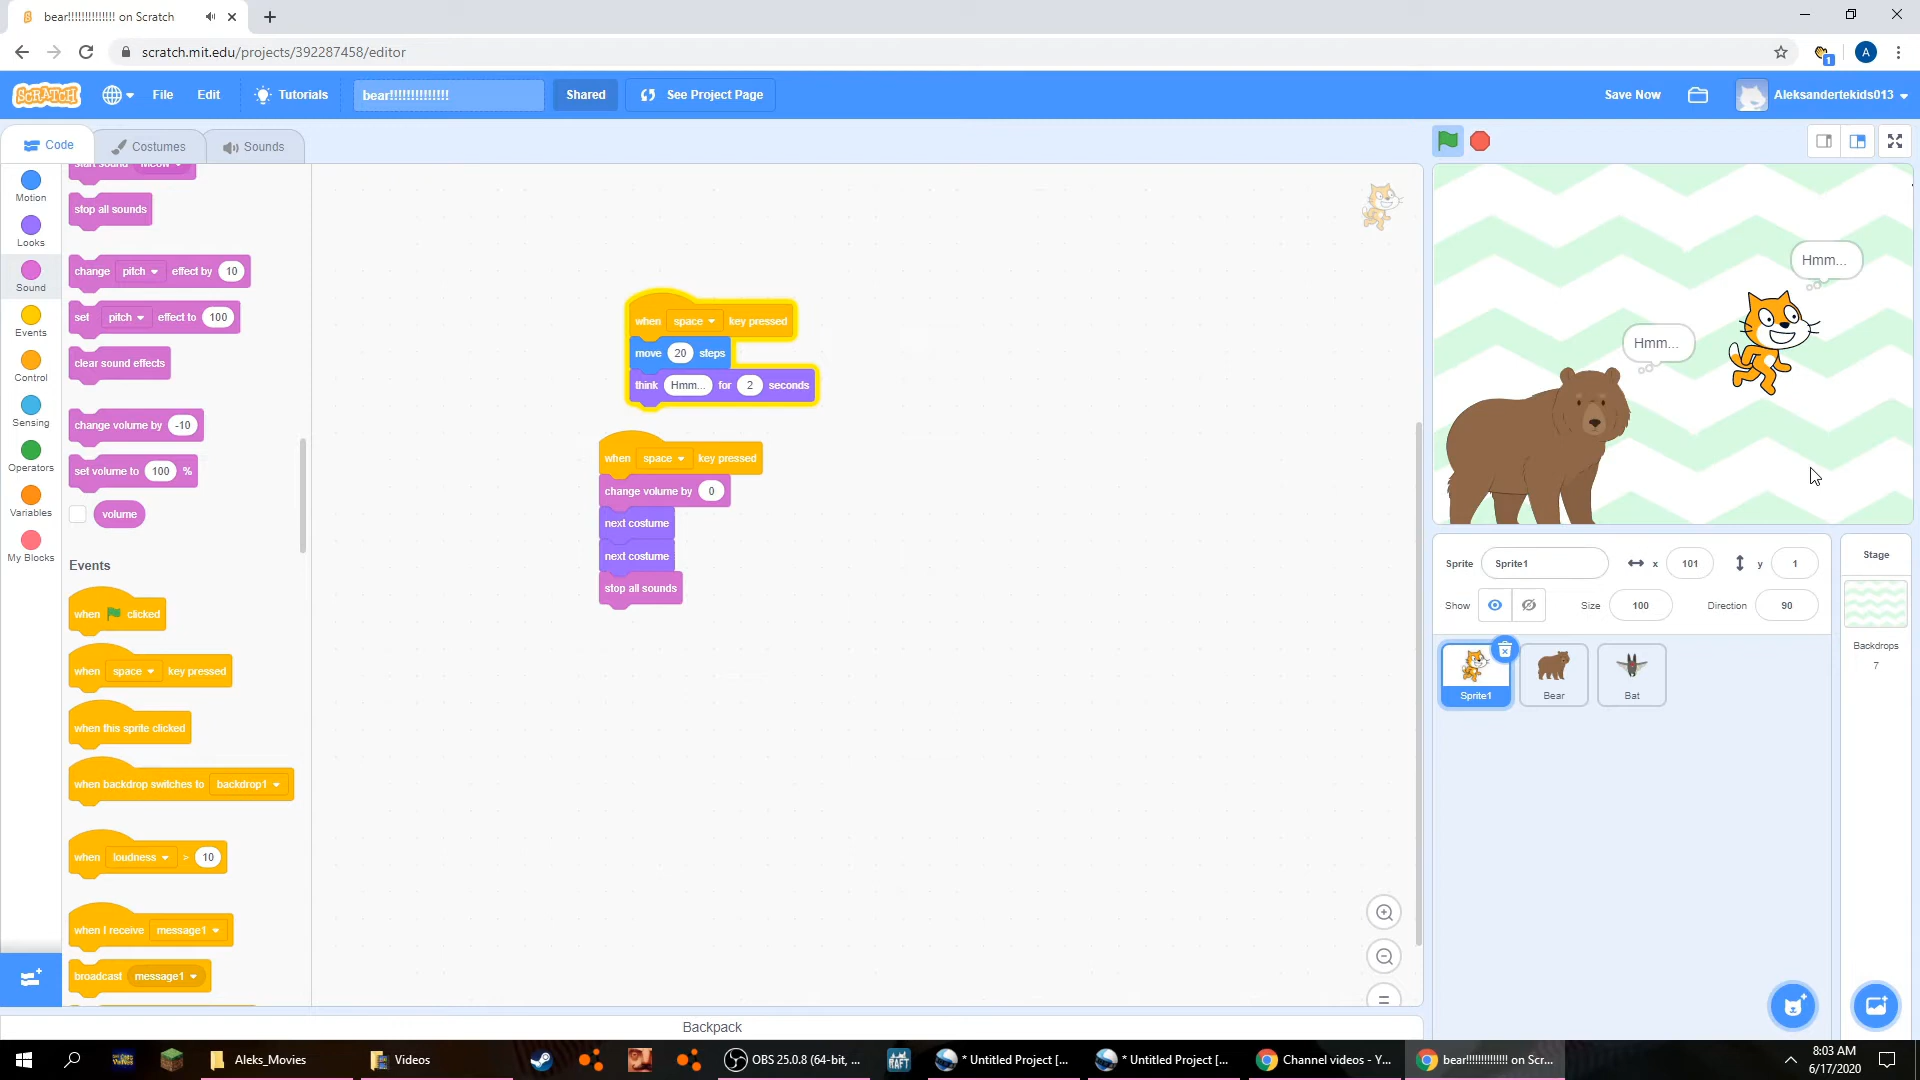 bear!!!!!!!!!!!!!! on Scratch
scratch.mit.edu/projects/392287458/editor
A
1
SCRATCH
File
Edit
Tutorials
bear!!!!!!!!!!!!!!
Shared
See Project Page
Save Now
Aleksandertekids013
Code
Costumes
Sounds
Motion
Looks
Sound
Events
Control
Sensing
Operators
Variables
My Blocks
start sound Meow
stop all sounds
change pitch effect by 10
set pitch effect to 100
clear sound effects
change volume by -10
set volume to 100 %
volume
Events
when clicked
when space key pressed
when this sprite clicked
when backdrop switches to backdrop1
when loudness > 10
when I receive message1
broadcast message1
when space key pressed
move 20 steps
think Hmm... for 2 seconds
when space key pressed
change volume by 0
next costume
next costume
stop all sounds
Hmm...
Hmm...
Sprite Sprite1 x 101 y 1
Show Size 100 Direction 90
Sprite1
Bear
Bat
Stage
Backdrops
7
Backpack
Aleks_Movies
Videos
OBS 25.0.8 (64-bit, ...
RAFT
* Untitled Project [...
* Untitled Project [...
Channel videos - Y...
bear!!!!!!!!!!!!!! on Scr...
8:03 AM
6/17/2020